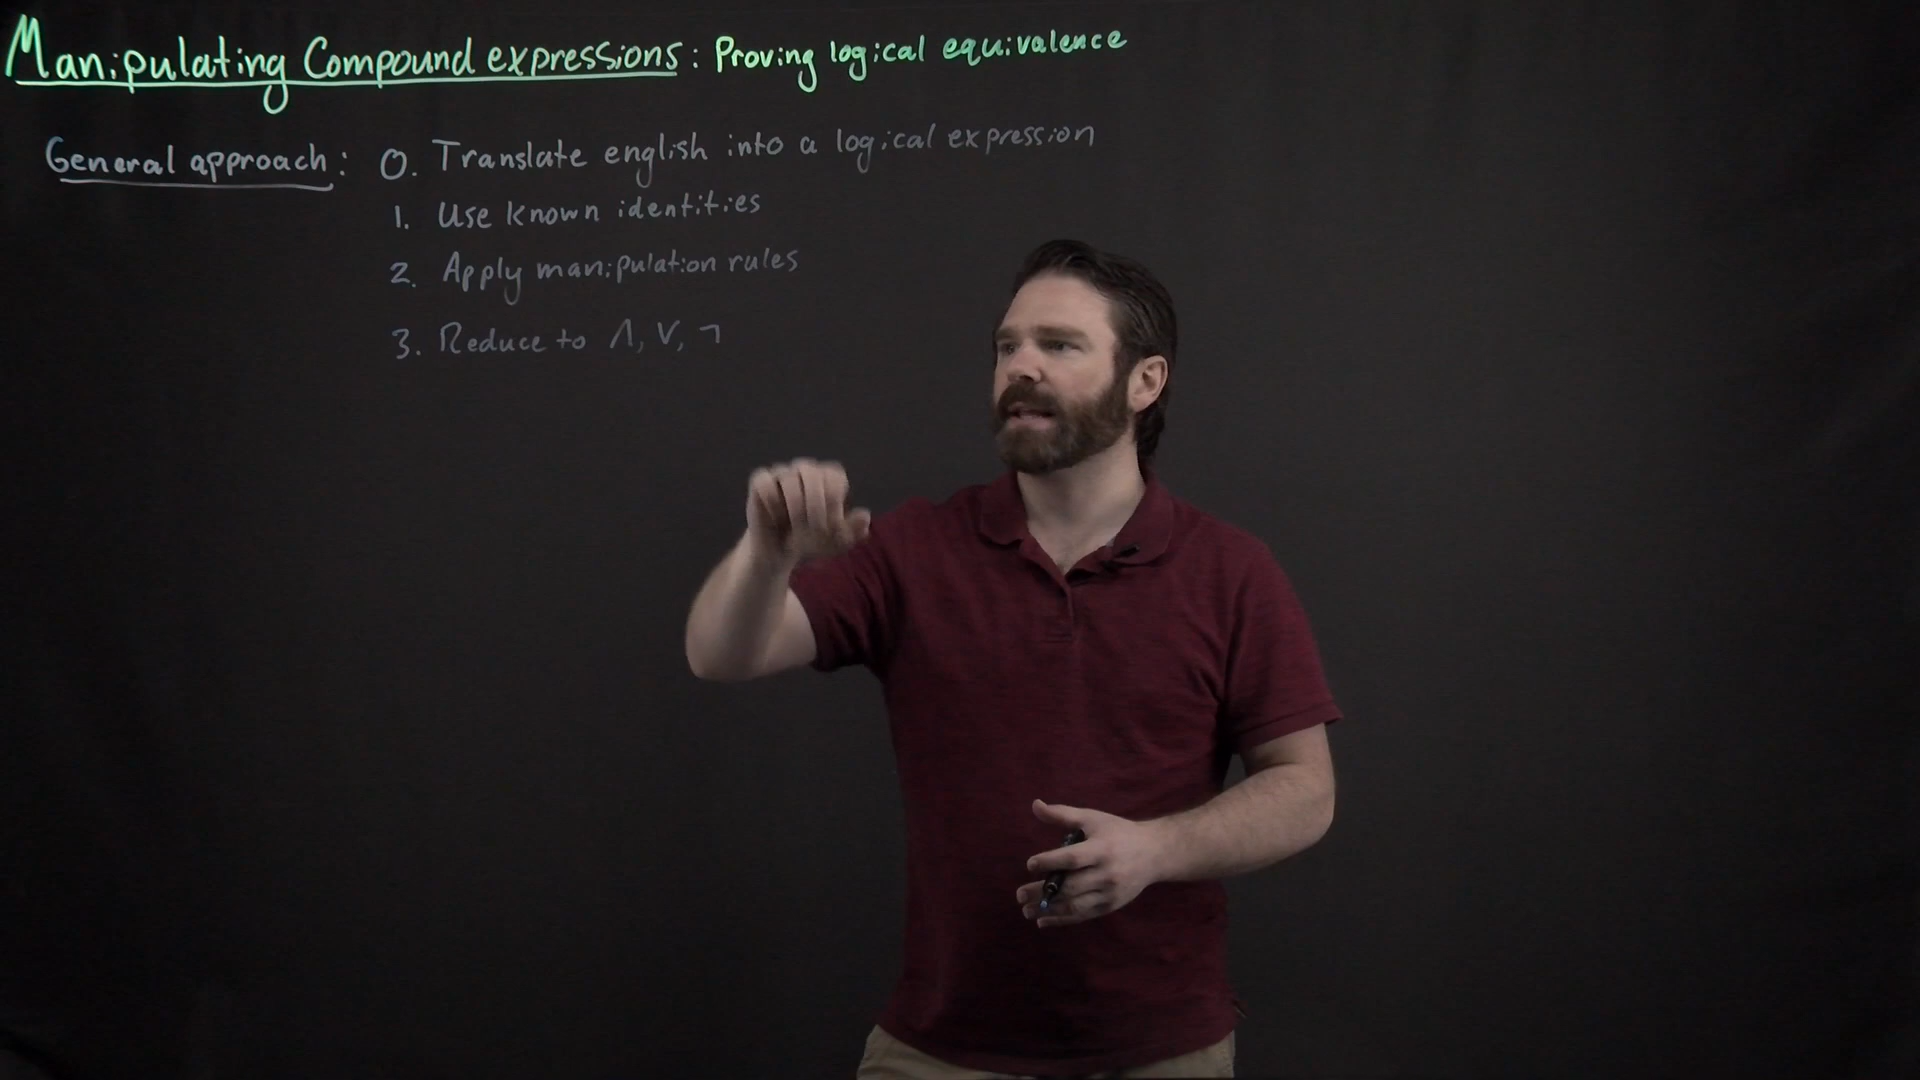 Manipulating Compound expressions: Proving logical equivalence
General approach: 0. Translate english into a logical expression
1. Use known identities
2. Apply manipulation rules
3. Reduce to ∧, ∨, ¬